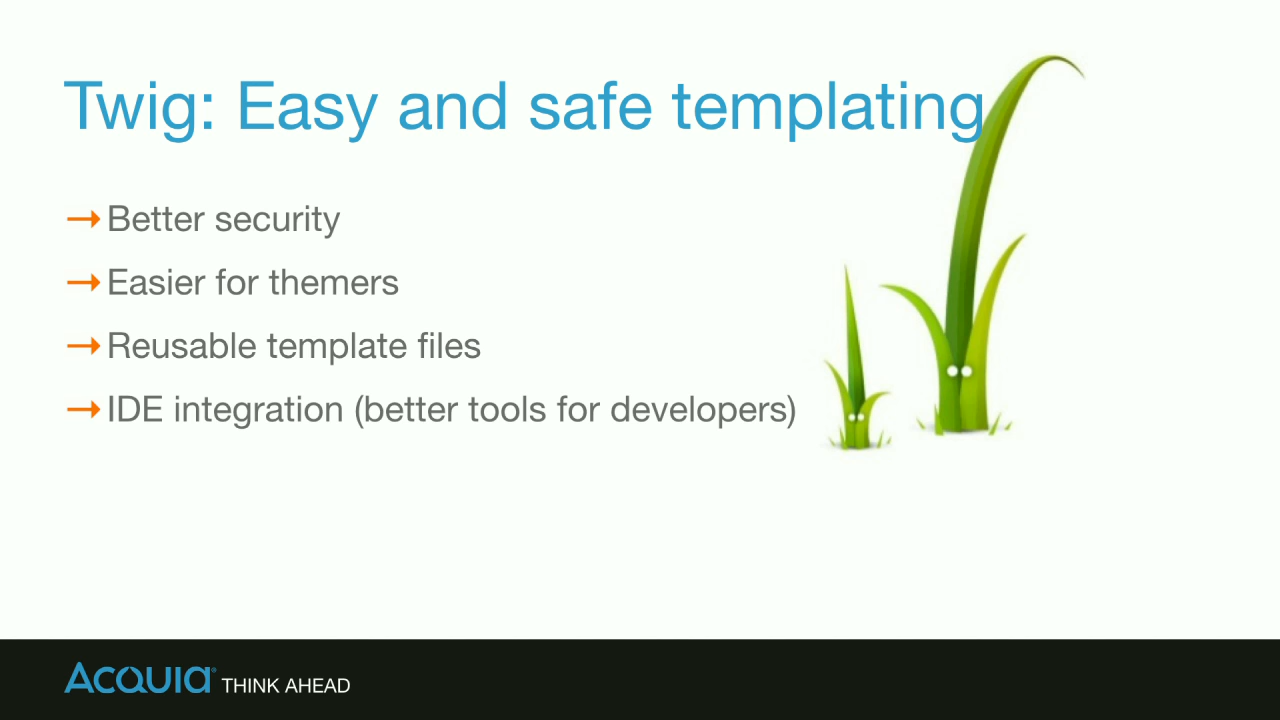 Twig: Easy and safe templating
→ Better security
→ Easier for themers
→ Reusable template files
→ IDE integration (better tools for developers)
ACQUIA® THINK AHEAD